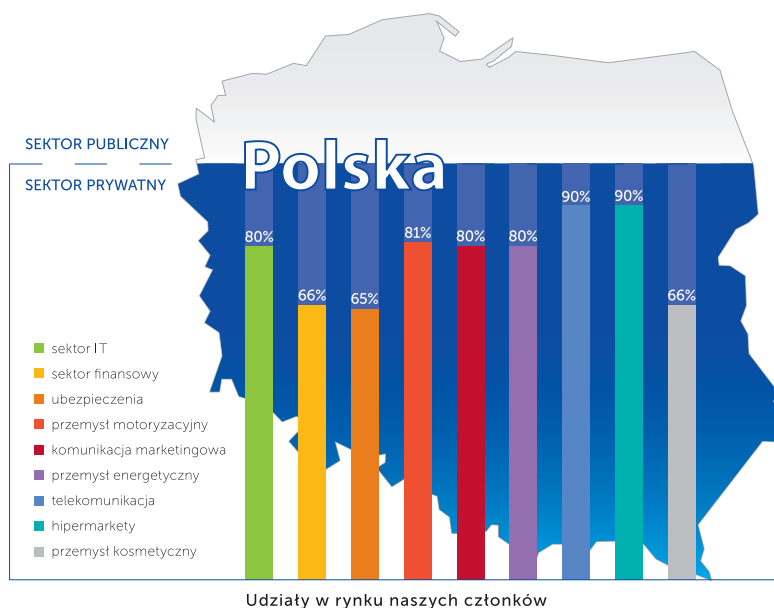 SEKTOR PUBLICZNY
SEKTOR PRYWATNY
Polska
80%
66%
65%
81%
80%
80%
90%
90%
66%
sektor IT
sektor finansowy
ubezpieczenia
przemysł motoryzacyjny
komunikacja marketingowa
przemysł energetyczny
telekomunikacja
hipermarkety
przemysł kosmetyczny
Udziały w rynku naszych członków